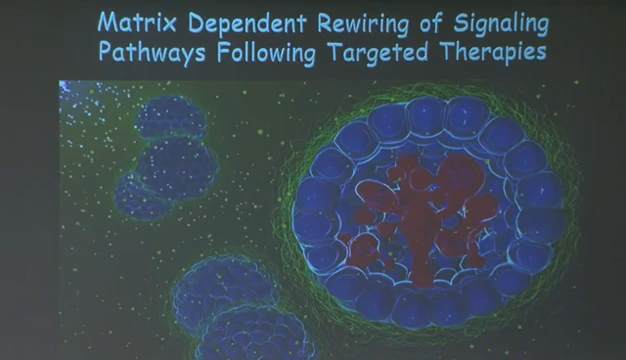 Matrix Dependent Rewiring of Signaling
Pathways Following Targeted Therapies